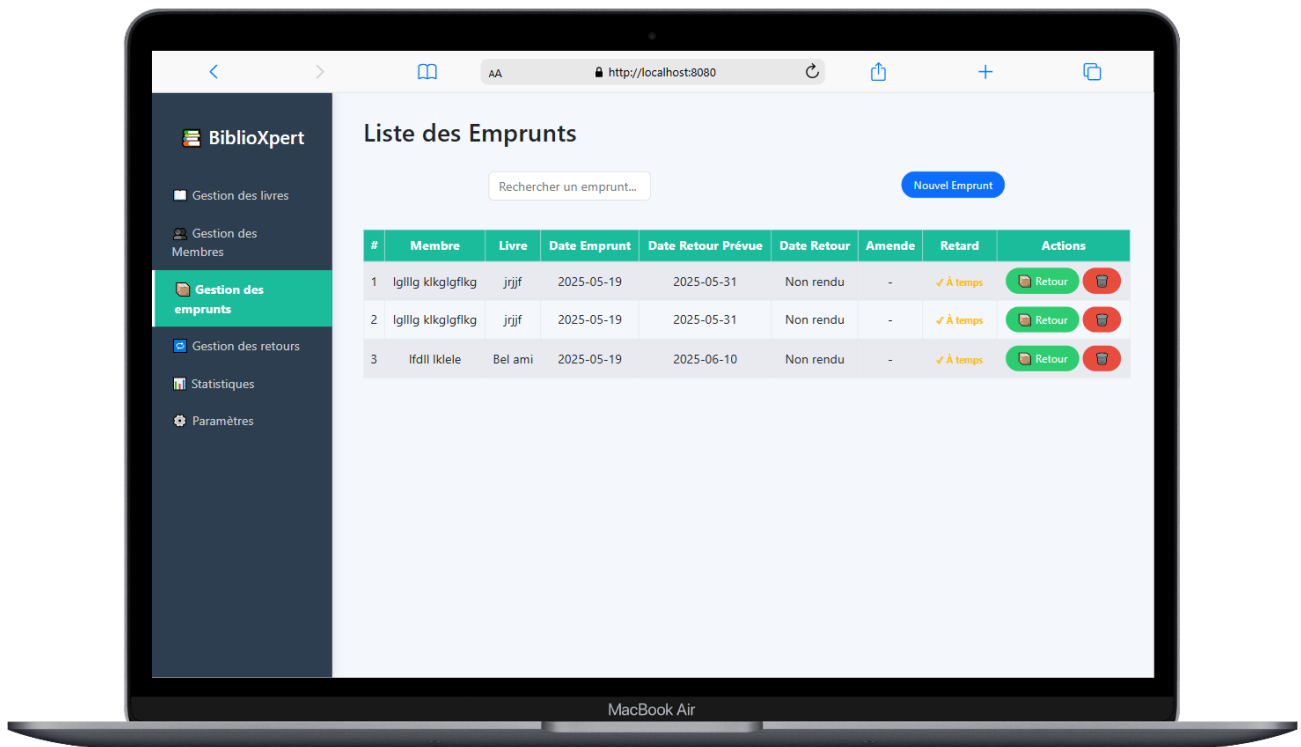 AA http://localhost:8080
BiblioXpert
Gestion des livres
Gestion des
Membres
Gestion des
emprunts
Gestion des retours
Statistiques
Paramètres
Liste des Emprunts
Rechercher un emprunt... Nouvel Emprunt
# Membre Livre Date Emprunt Date Retour Prévue Date Retour Amende Retard Actions
1 lglllg klkglgflkg jrjjf 2025-05-19 2025-05-31 Non rendu - ✓ À temps Retour
2 lglllg klkglgflkg jrjjf 2025-05-19 2025-05-31 Non rendu - ✓ À temps Retour
3 lfdll lklele Bel ami 2025-05-19 2025-06-10 Non rendu - ✓ À temps Retour
MacBook Air